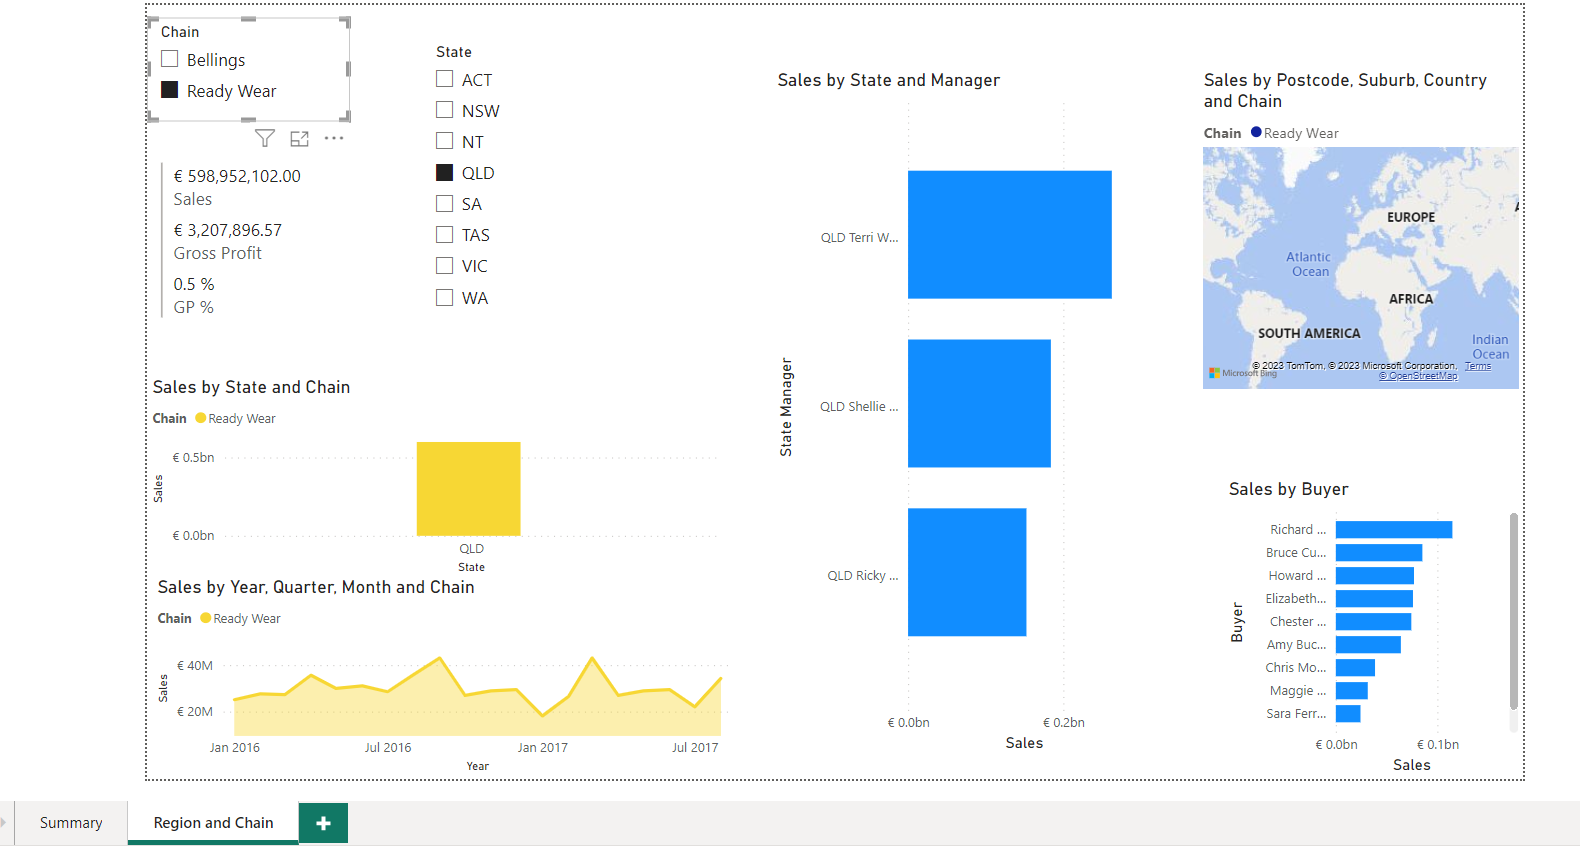 Chain
Bellings
Ready Wear
€ 598,952,102.00
Sales
€ 3,207,896.57
Gross Profit
0.5 %
GP %
State
ACT
NSW
NT
QLD
SA
TAS
VIC
WA
Sales by State and Chain
Chain Ready Wear
€ 0.5bn
€ 0.0bn
Sales
QLD
State
Sales by Year, Quarter, Month and Chain
Chain Ready Wear
€ 40M
€ 20M
Sales
Jan 2016 Jul 2016 Jan 2017 Jul 2017
Year
Sales by State and Manager
State Manager
QLD Terri W...
QLD Shellie ...
QLD Ricky ...
€ 0.0bn € 0.2bn
Sales
Sales by Postcode, Suburb, Country
and Chain
Chain Ready Wear
EUROPE
Atlantic
Ocean
AFRICA
SOUTH AMERICA
Indian
Ocean
© 2023 TomTom, © 2023 Microsoft Corporation, Terms
Microsoft Bing © OpenStreetMap
Sales by Buyer
Buyer
Richard ...
Bruce Cu...
Howard ...
Elizabeth...
Chester ...
Amy Buc...
Chris Mo...
Maggie ...
Sara Ferr...
€ 0.0bn € 0.1bn
Sales
Summary Region and Chain